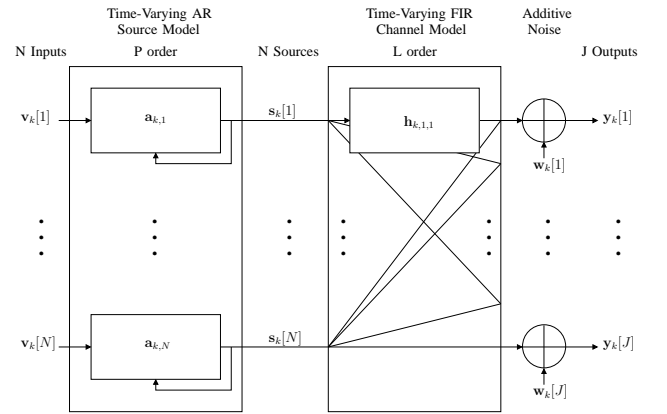 Time-Varying AR
Source Model
Time-Varying FIR
Channel Model
Additive
Noise
N Inputs
P order
N Sources
L order
J Outputs
v_k[1]
a_{k,1}
s_k[1]
h_{k,1,1}
y_k[1]
w_k[1]
v_k[N]
a_{k,N}
s_k[N]
y_k[J]
w_k[J]